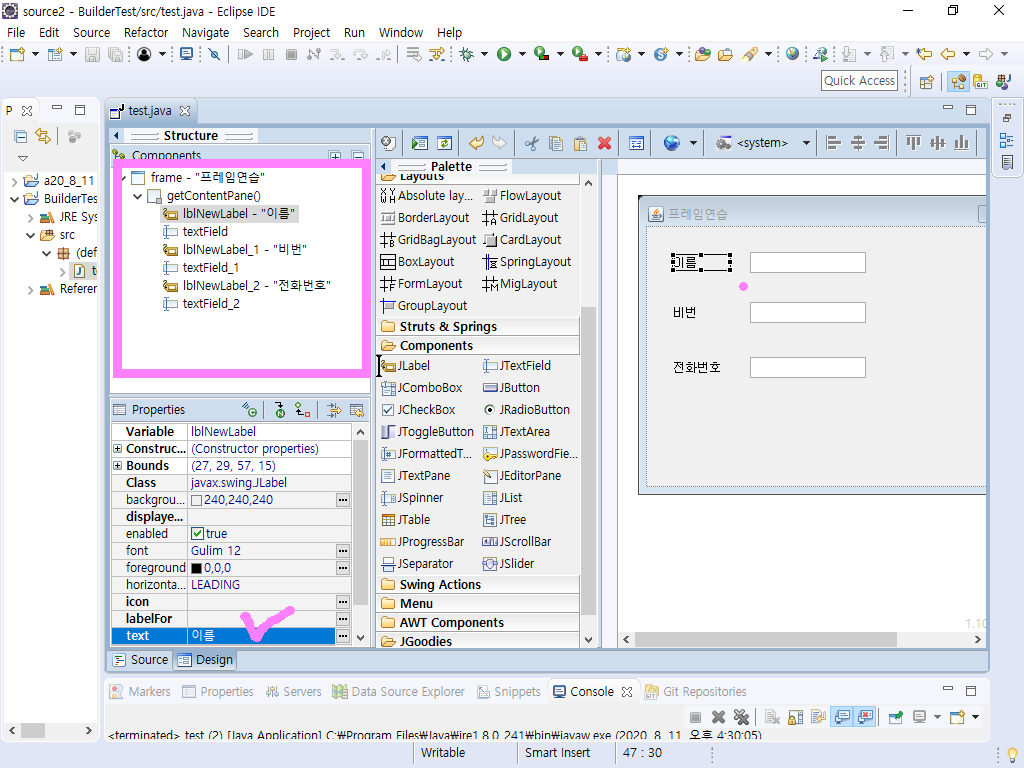 source2 - BuilderTest/src/test.java - Eclipse IDE
File Edit Source Refactor Navigate Search Project Run Window Help
Quick Access
P
a20_8_11
BuilderTes
JRE Sys
src
(def
Referer
test.java
Structure
Components
frame - "프레임연습"
getContentPane()
lblNewLabel - "이름"
textField
lblNewLabel_1 - "비번"
textField_1
lblNewLabel_2 - "전화번호"
textField_2
Properties
Variable lblNewLabel
Construc... (Constructor properties)
Bounds (27, 29, 57, 15)
Class javax.swing.JLabel
backgrou... 240,240,240
displaye...
enabled true
font Gulim 12
foreground 0,0,0
horizonta... LEADING
icon
labelFor
text 이름
Source Design
<system>
Palette
Layouts
Absolute lay... FlowLayout
BorderLayout GridLayout
GridBagLayout CardLayout
BoxLayout SpringLayout
FormLayout MigLayout
GroupLayout
Struts & Springs
Components
JLabel JTextField
JComboBox JButton
JCheckBox JRadioButton
JToggleButton JTextArea
JFormattedT... JPasswordFie...
JTextPane JEditorPane
JSpinner JList
JTable JTree
JProgressBar JScrollBar
JSeparator JSlider
Swing Actions
Menu
AWT Components
JGoodies
프레임연습
이름
비번
전화번호
1.10
Markers Properties Servers Data Source Explorer Snippets Console Git Repositories
<terminated> test (2) [Java Application] C:₩Program Files₩Java₩jre1.8.0_241₩bin₩javaw.exe (2020. 8. 11. 오후 4:30:05)
Writable Smart Insert 47 : 30